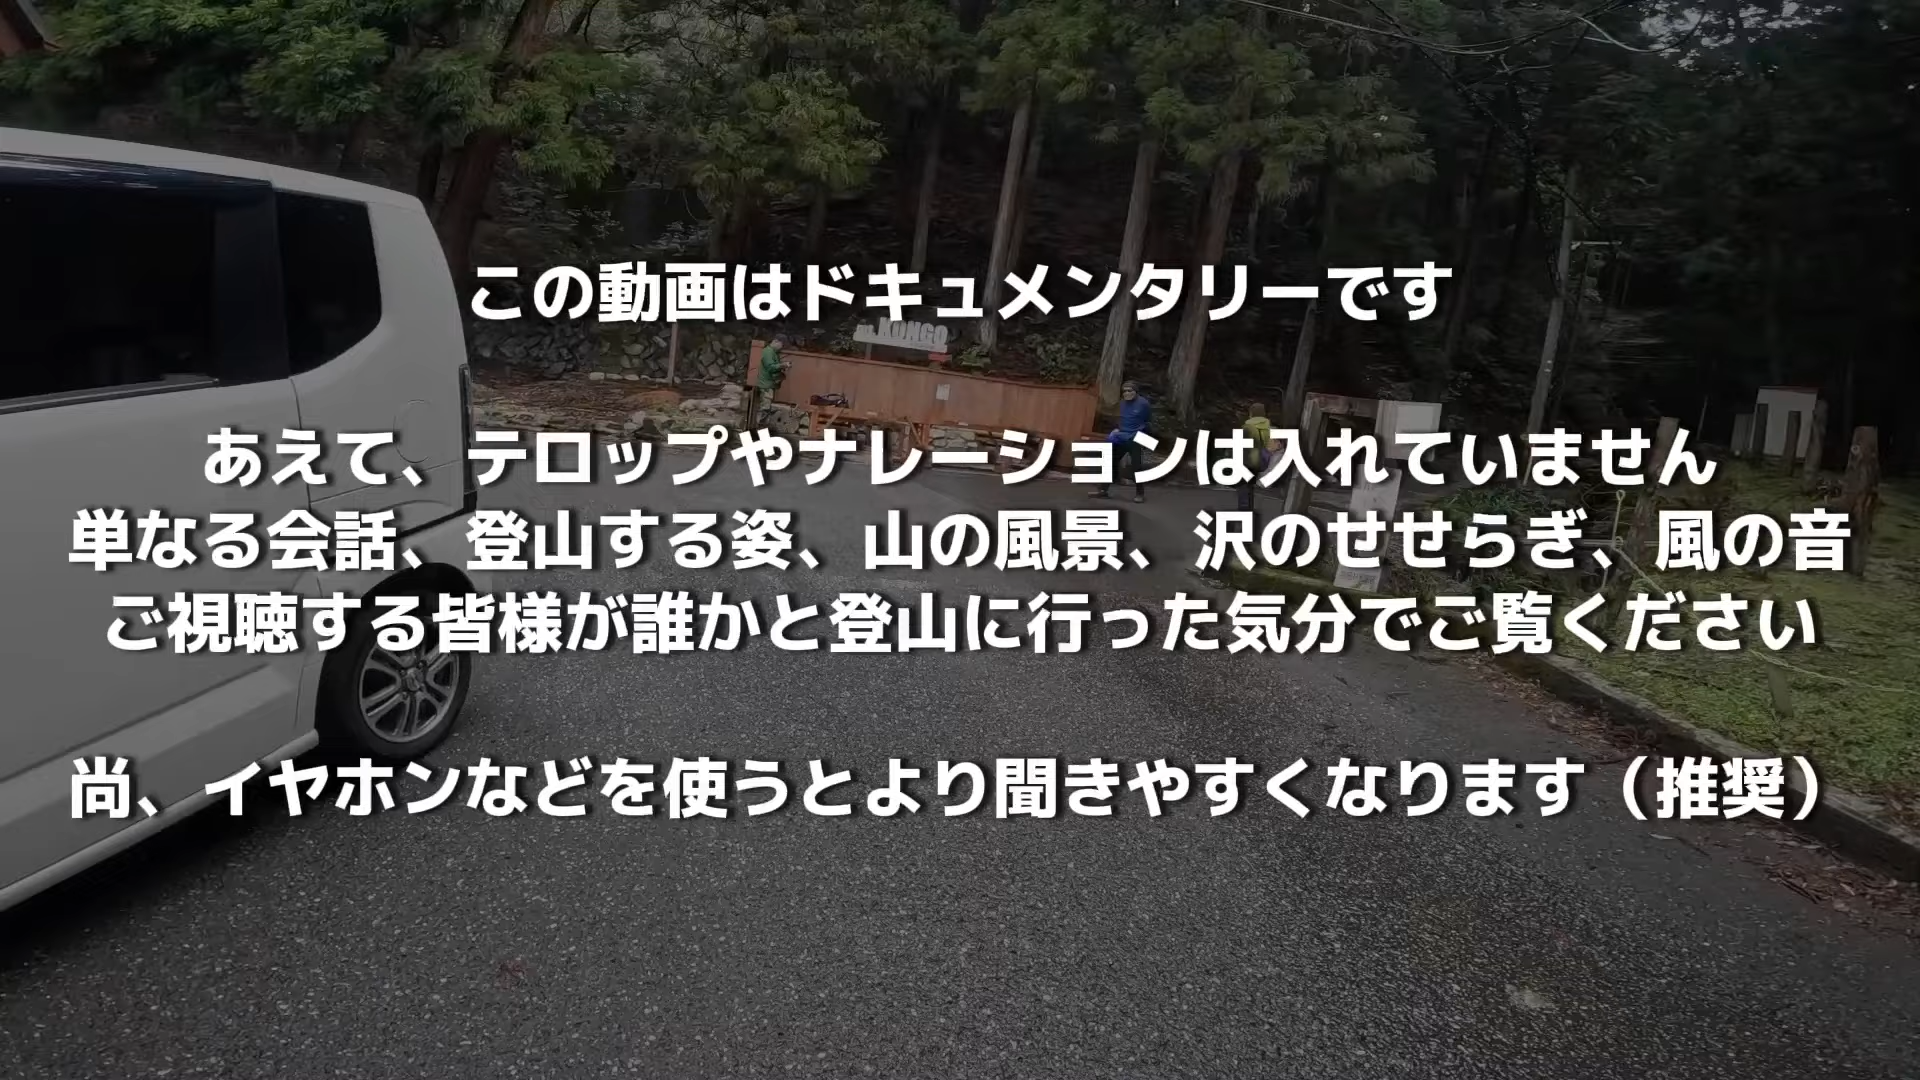 この動画はドキュメンタリーです
Mt. KONGO
あえて、テロップやナレーションは入れていません
単なる会話、登山する姿、山の風景、沢のせせらぎ、風の音
ご視聴する皆様が誰かと登山に行った気分でご覧ください
尚、イヤホンなどを使うとより聞きやすくなります（推奨）